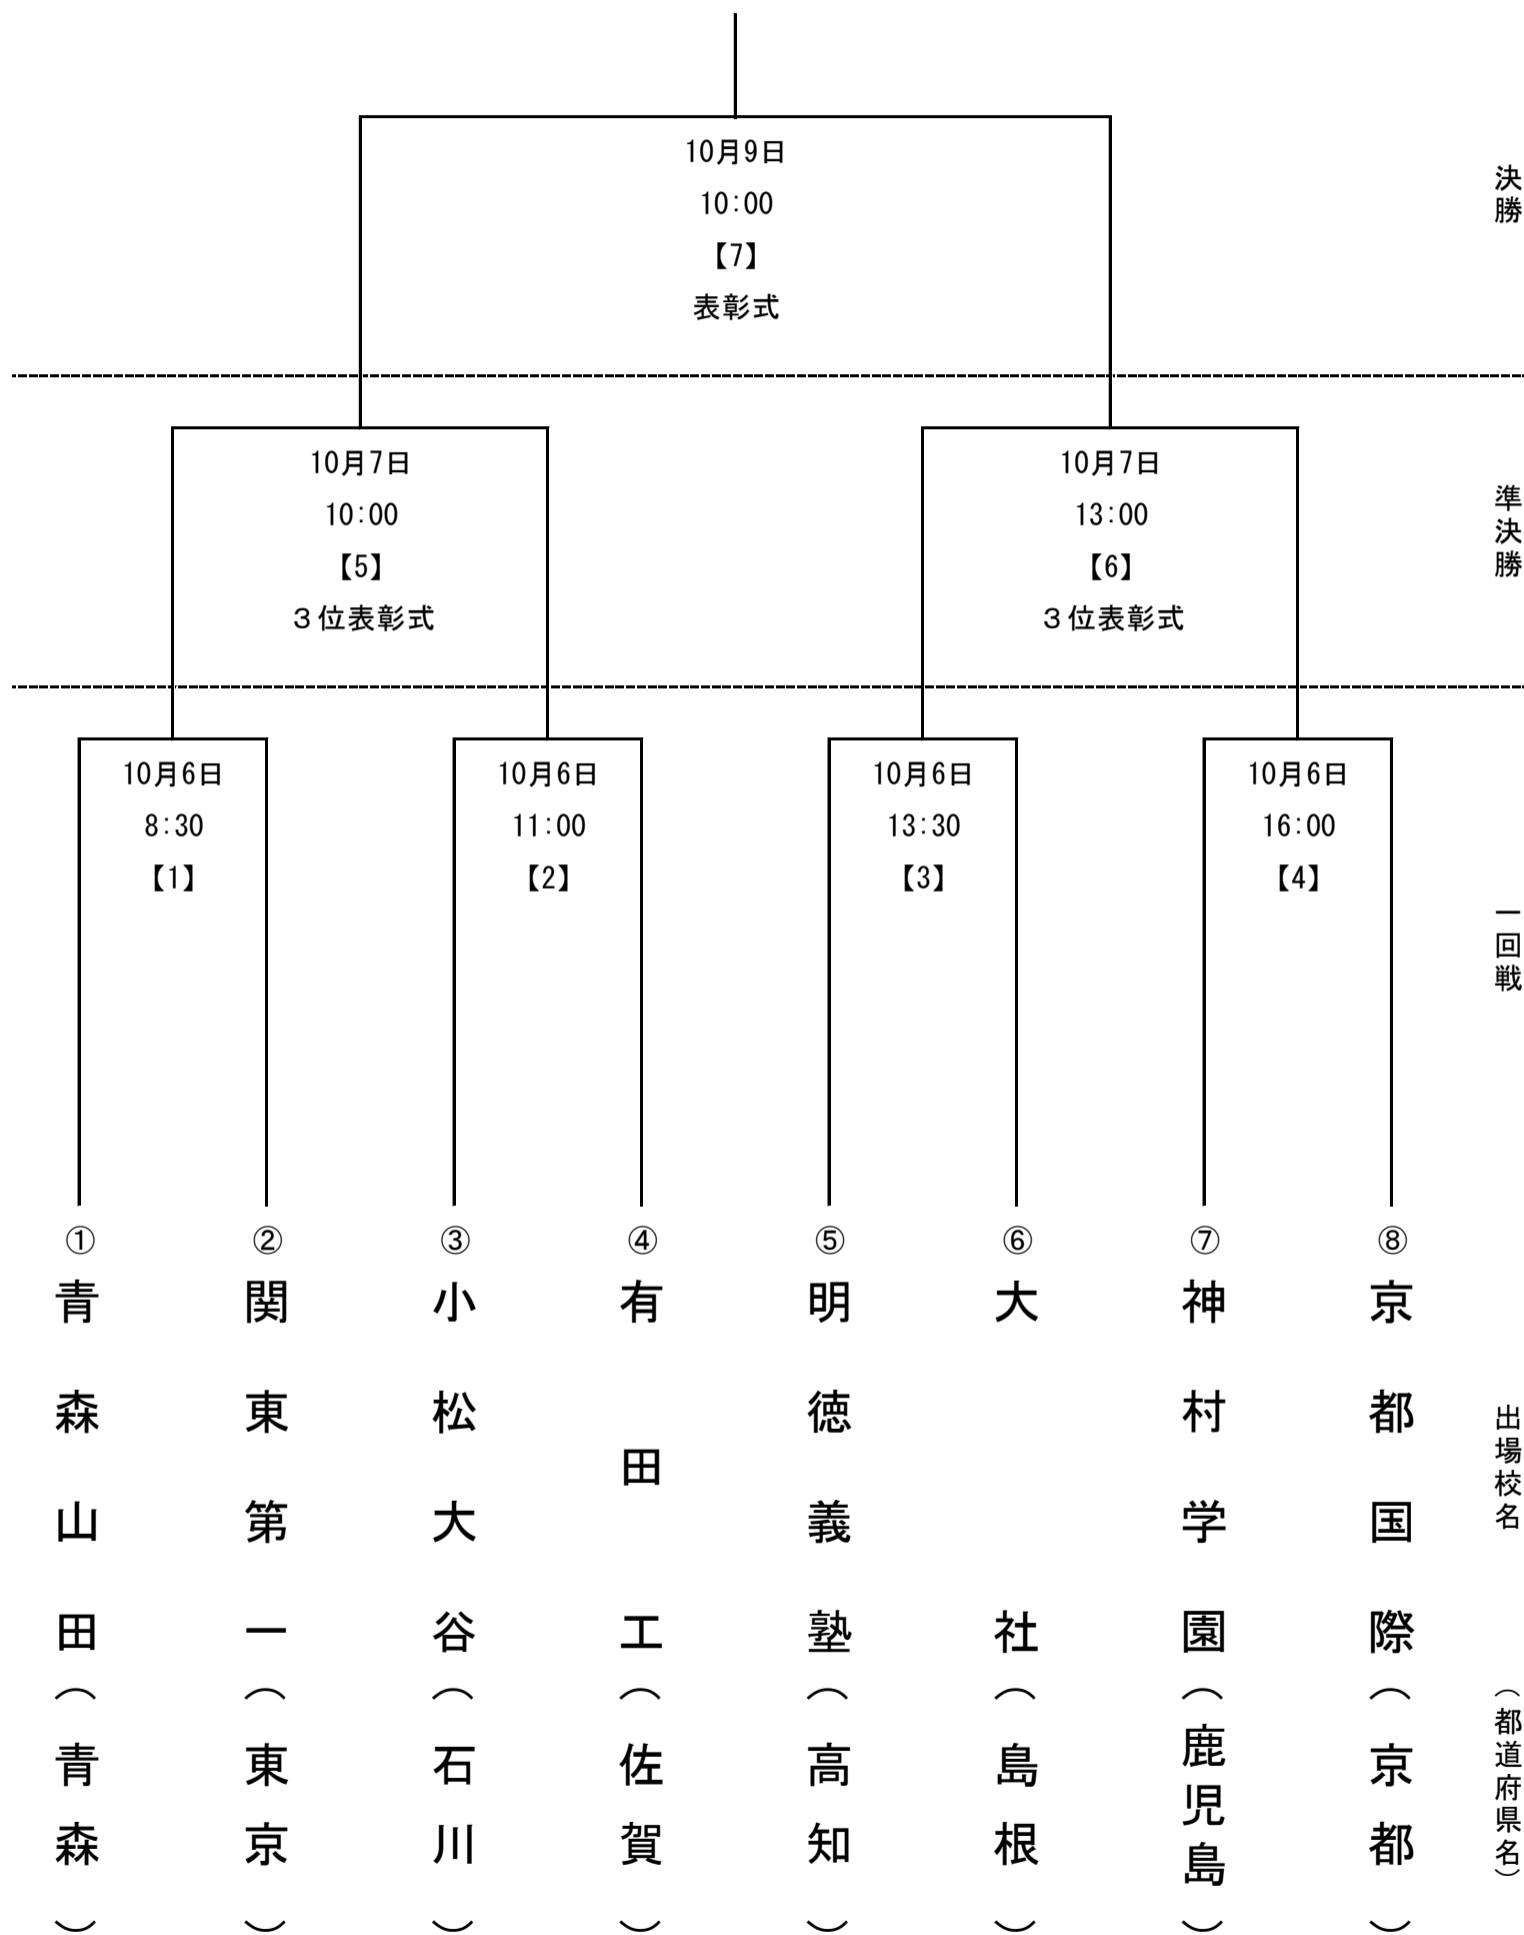 10月9日
10:00
【7】
表彰式
決勝
10月7日
10:00
【5】
３位表彰式
10月7日
13:00
【6】
３位表彰式
準決勝
10月6日
8:30
【1】
10月6日
11:00
【2】
10月6日
13:30
【3】
10月6日
16:00
【4】
一回戦
①
青森山田（青森）
②
関東第一（東京）
③
小松大谷（石川）
④
有田工（佐賀）
⑤
明徳義塾（高知）
⑥
大社（島根）
⑦
神村学園（鹿児島）
⑧
京都国際（京都）
出場校名（都道府県名）